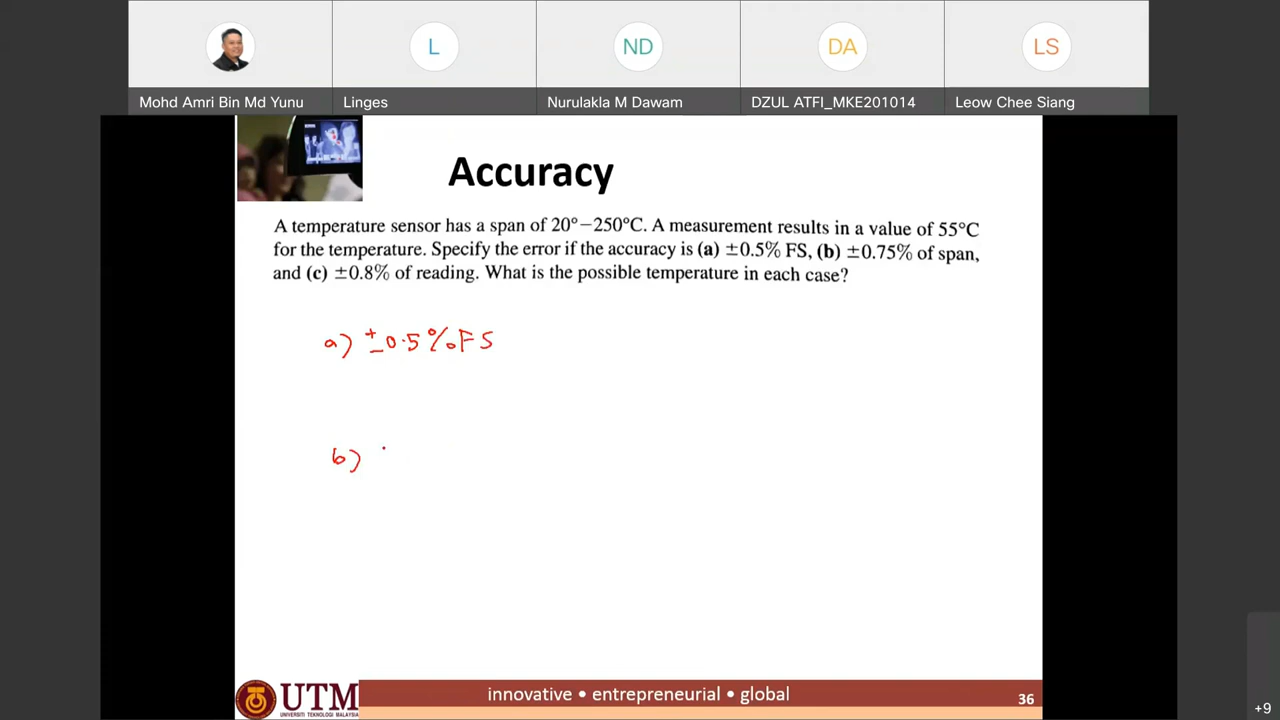 L
ND
DA
LS
Mohd Amri Bin Md Yunu
Linges
Nurulakla M Dawam
DZUL ATFI_MKE201014
Leow Chee Siang
Accuracy
A temperature sensor has a span of 20°−250°C. A measurement results in a value of 55°C
for the temperature. Specify the error if the accuracy is (a) ±0.5% FS, (b) ±0.75% of span,
and (c) ±0.8% of reading. What is the possible temperature in each case?
a) ±0.5%FS
b)
UTM
UNIVERSITI TEKNOLOGI MALAYSIA
innovative • entrepreneurial • global
36
+9